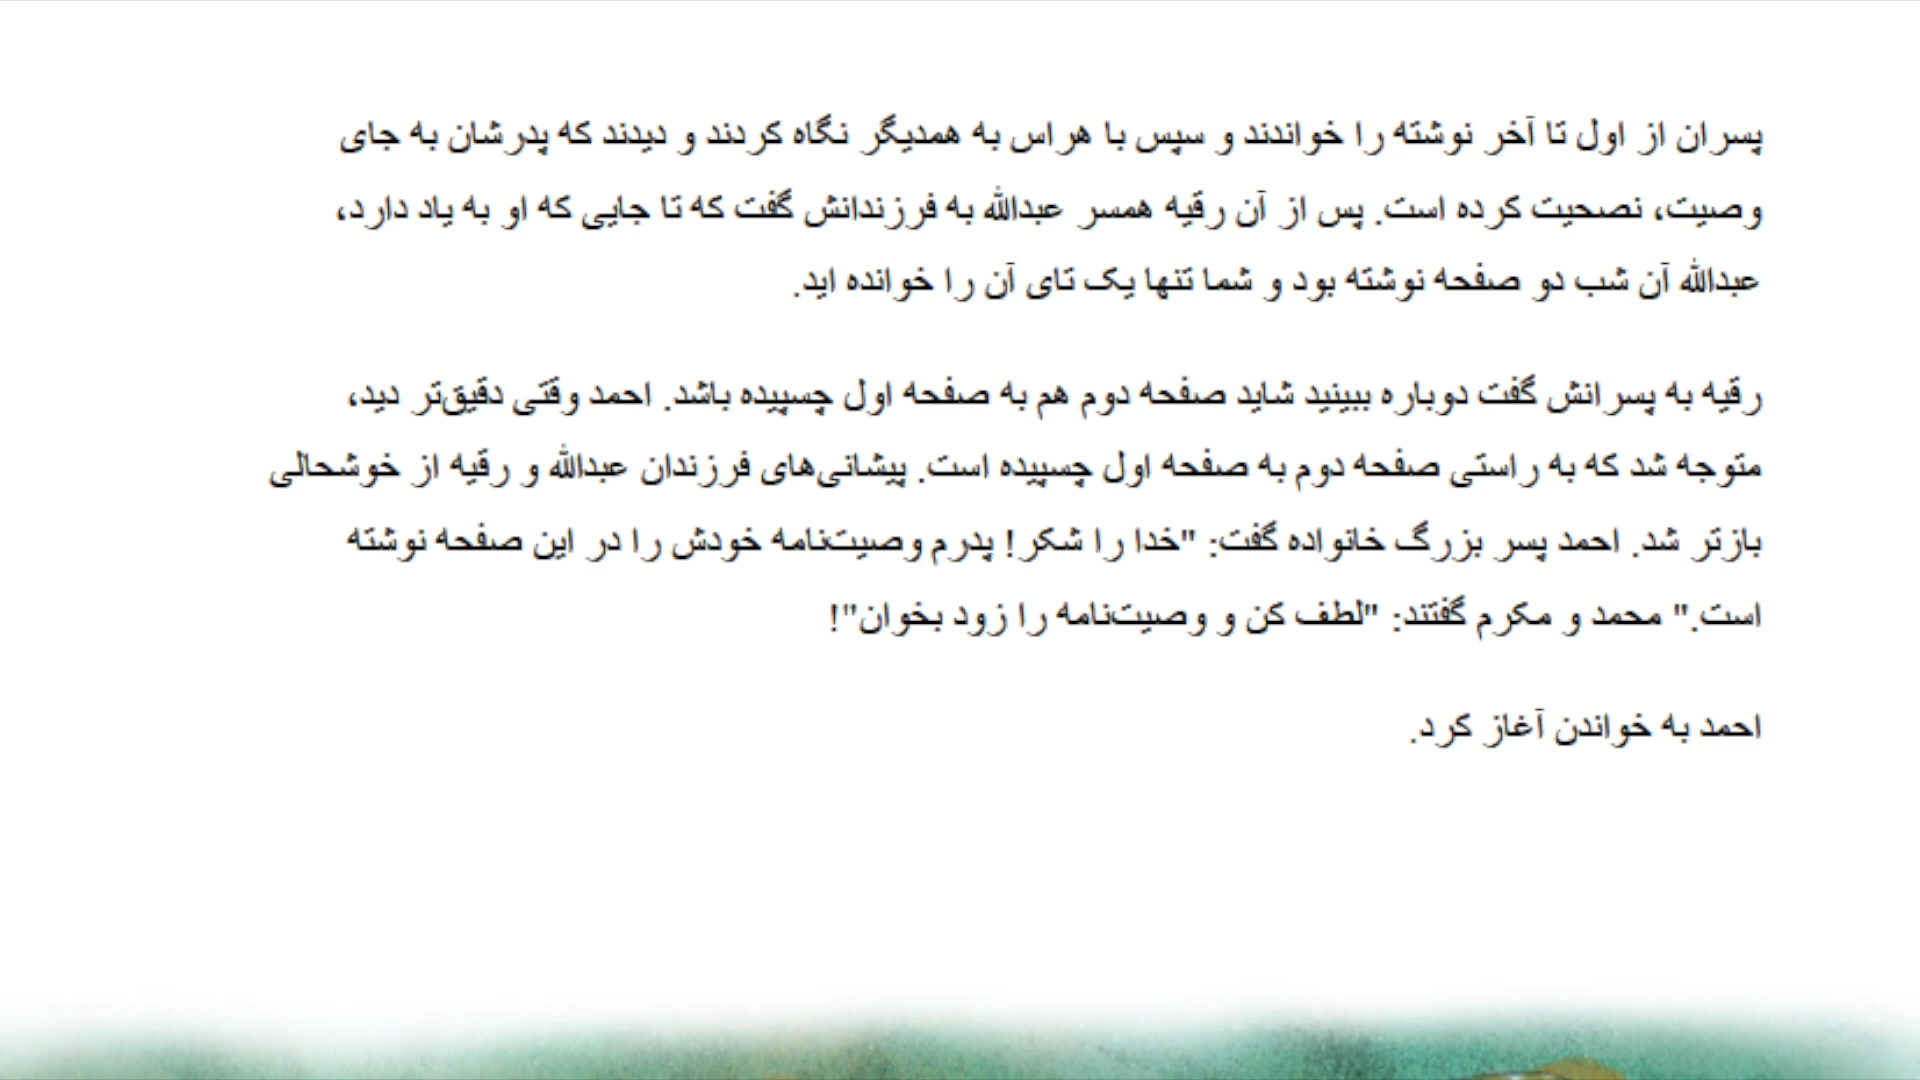 پسران از اول تا آخر نوشته را خواندند و سپس با هراس به همدیگر نگاه کردند و دیدند که پدرشان به جای
وصیت، نصحیت کرده است. پس از آن رقیه همسر عبدالله به فرزندانش گفت که تا جایی که او به یاد دارد،
عبدالله آن شب دو صفحه نوشته بود و شما تنها یک تای آن را خوانده اید.
رقیه به پسرانش گفت دوباره ببینید شاید صفحه دوم هم به صفحه اول چسپیده باشد. احمد وقتی دقیق‌تر دید،
متوجه شد که به راستی صفحه دوم به صفحه اول چسپیده است. پیشانی‌های فرزندان عبدالله و رقیه از خوشحالی
بازتر شد. احمد پسر بزرگ خانواده گفت: "خدا را شکر! پدرم وصیت‌نامه خودش را در این صفحه نوشته
است." محمد و مکرم گفتند: "لطف کن و وصیت‌نامه را زود بخوان"!
احمد به خواندن آغاز کرد.